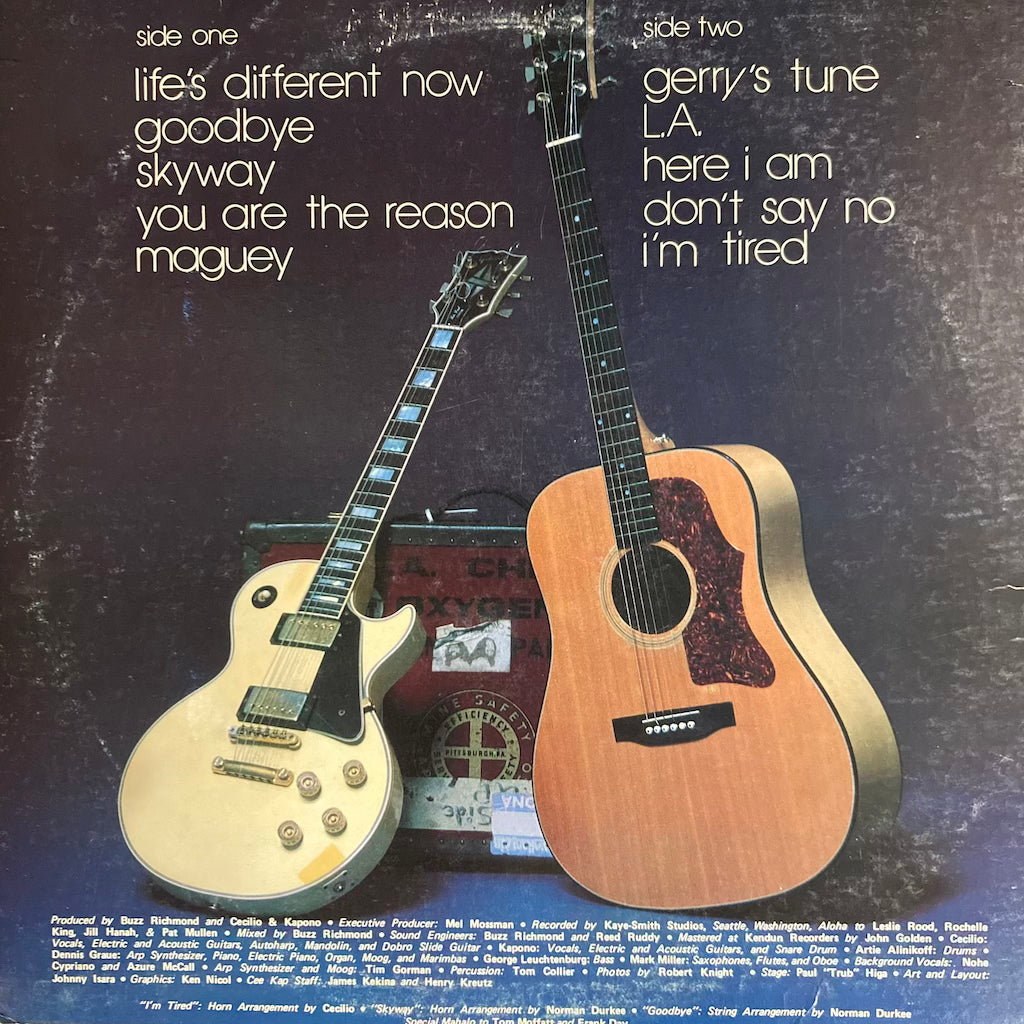 side one
life's different now
goodbye
skyway
you are the reason
maguey
side two
gerry's tune
L.A.
here i am
don't say no
i'm tired
A. CH
OXYGEN
PA
MINE SAFETY
EFFICIENCY
PITTSBURGH, PA.
Side
Produced by Buzz Richmond and Cecilio & Kapono • Executive Producer: Mel Mossman • Recorded by Kaye-Smith Studios, Seattle, Washington, Aloha to Leslie Rood, Rochelle
King, Jill Hanah, & Pat Mullen • Mixed by Buzz Richmond • Sound Engineers: Buzz Richmond and Reed Ruddy • Mastered at Kendun Recorders by John Golden • Cecilio:
Vocals, Electric and Acoustic Guitars, Autoharp, Mandolin, and Dobro Slide Guitar • Kapono: Vocals, Electric and Acoustic Guitars, and Snare Drum • Artie Alinikoff: Drums •
Dennis Graue: Arp Synthesizer, Piano, Electric Piano, Organ, Moog, and Marimbas • George Leuchtenburg: Bass • Mark Miller: Saxophones, Flutes, and Oboe • Background Vocals: Nohe
Cypriano and Azure McCall • Arp Synthesizer and Moog: Tim Gorman • Percussion: Tom Collier • Photos by Robert Knight • Stage: Paul "Trub" Higa • Art and Layout:
Johnny Isara • Graphics: Ken Nicol • Cee Kap Staff: James Kekina and Henry Kreutz
"I'm Tired": Horn Arrangement by Cecilio • "Skyway": Horn Arrangement by Norman Durkee • "Goodbye": String Arrangement by Norman Durkee
Special Mahalo to Tom Moffatt and Frank Day